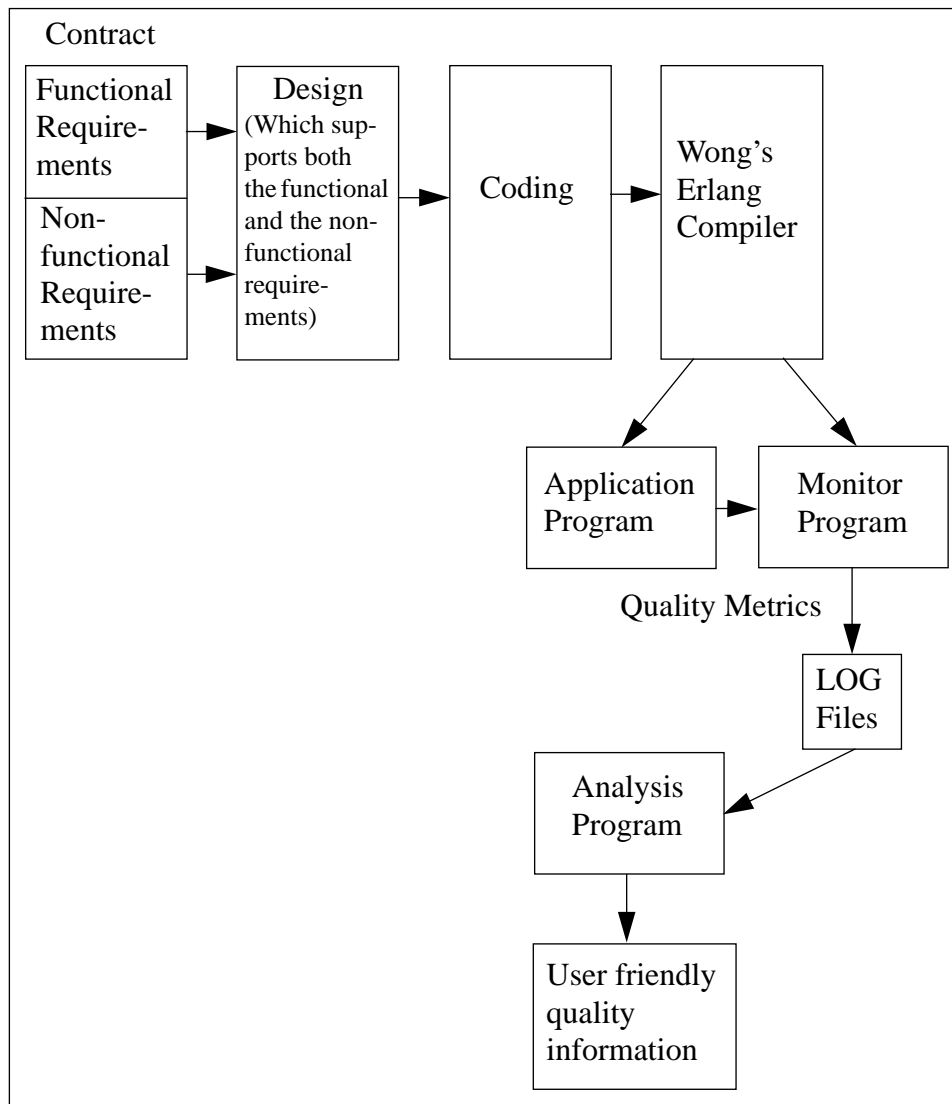 Contract
Functional
Require-
ments
Non-
functional
Require-
ments
Design
(Which sup-
ports both
the functional
and the non-
functional
require-
ments)
Coding
Wong’s
Erlang
Compiler
Application
Program
Monitor
Program
Quality Metrics
LOG
Files
Analysis
Program
User friendly
quality
information